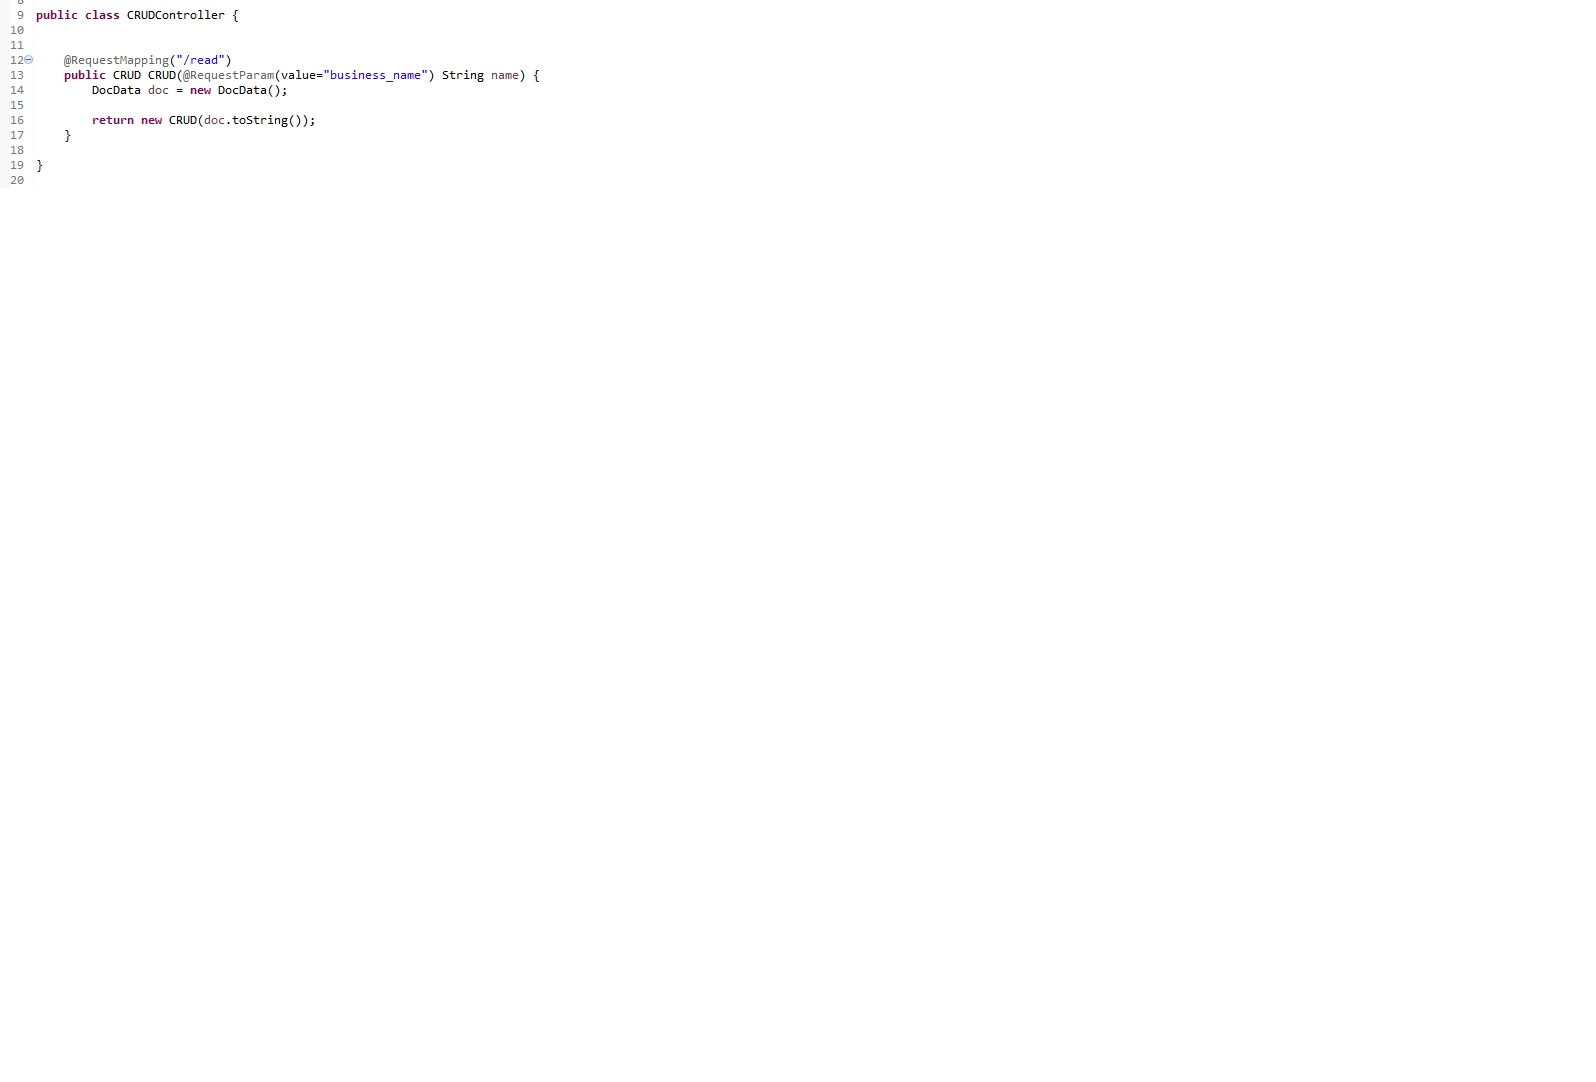 8
9 public class CRUDController {
10
11
12 @RequestMapping("/read")
13 public CRUD CRUD(@RequestParam(value="business_name") String name) {
14 DocData doc = new DocData();
15
16 return new CRUD(doc.toString());
17 }
18
19 }
20